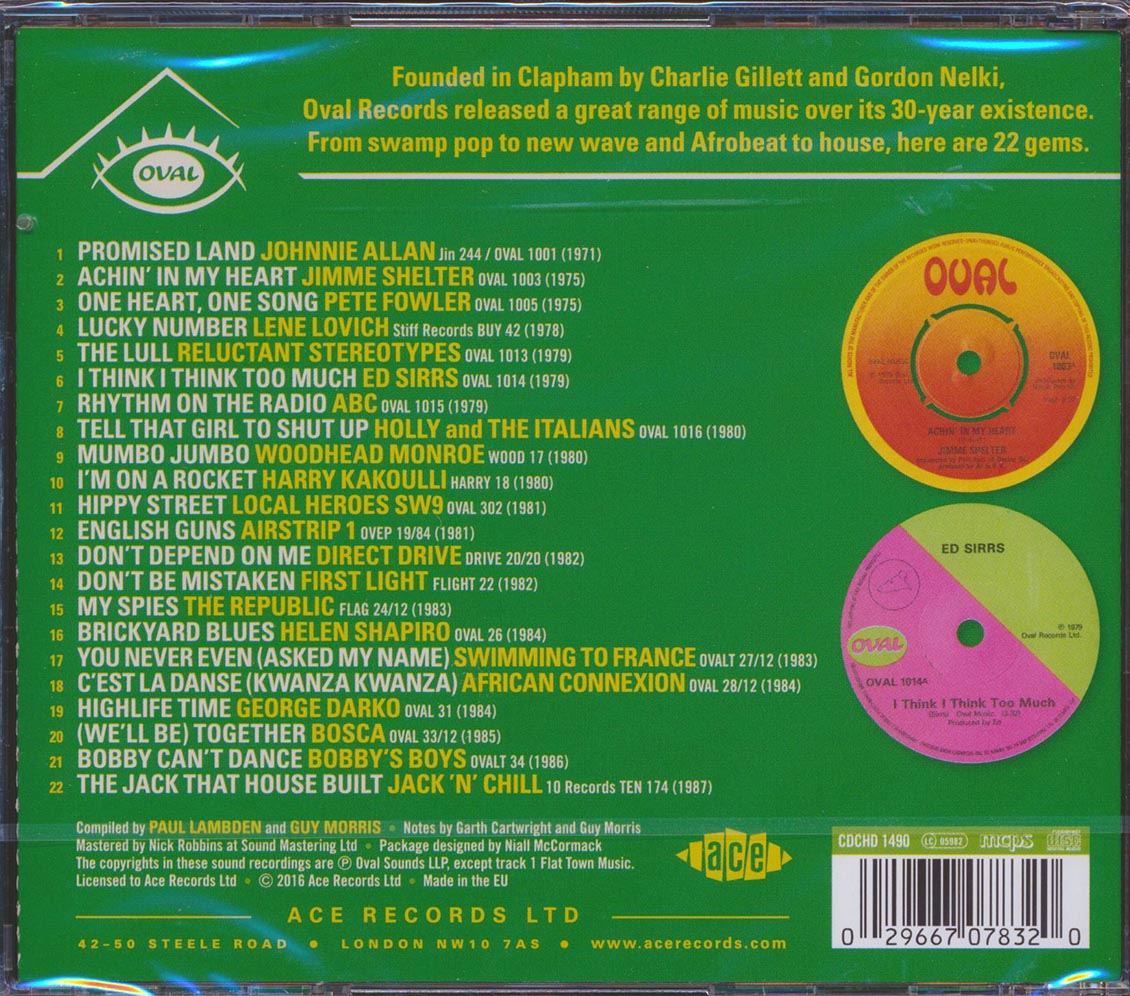 Founded in Clapham by Charlie Gillett and Gordon Nelki,
Oval Records released a great range of music over its 30-year existence.
From swamp pop to new wave and Afrobeat to house, here are 22 gems.
OVAL
1 PROMISED LAND JOHNNIE ALLAN Jin 244 / OVAL 1001 (1971)
2 ACHIN' IN MY HEART JIMME SHELTER OVAL 1003 (1975)
3 ONE HEART, ONE SONG PETE FOWLER OVAL 1005 (1975)
4 LUCKY NUMBER LENE LOVICH Stiff Records BUY 42 (1978)
5 THE LULL RELUCTANT STEREOTYPES OVAL 1013 (1979)
6 I THINK I THINK TOO MUCH ED SIRRS OVAL 1014 (1979)
7 RHYTHM ON THE RADIO ABC OVAL 1015 (1979)
8 TELL THAT GIRL TO SHUT UP HOLLY and THE ITALIANS OVAL 1016 (1980)
9 MUMBO JUMBO WOODHEAD MONROE WOOD 17 (1980)
10 I'M ON A ROCKET HARRY KAKOULLI HARRY 18 (1980)
11 HIPPY STREET LOCAL HEROES SW9 OVAL 302 (1981)
12 ENGLISH GUNS AIRSTRIP 1 OVEP 19/84 (1981)
13 DON'T DEPEND ON ME DIRECT DRIVE DRIVE 20/20 (1982)
14 DON'T BE MISTAKEN FIRST LIGHT FLIGHT 22 (1982)
15 MY SPIES THE REPUBLIC FLAG 24/12 (1983)
16 BRICKYARD BLUES HELEN SHAPIRO OVAL 26 (1984)
17 YOU NEVER EVEN (ASKED MY NAME) SWIMMING TO FRANCE OVALT 27/12 (1983)
18 C'EST LA DANSE (KWANZA KWANZA) AFRICAN CONNEXION OVAL 28/12 (1984)
19 HIGHLIFE TIME GEORGE DARKO OVAL 31 (1984)
20 (WE'LL BE) TOGETHER BOSCA OVAL 33/12 (1985)
21 BOBBY CAN'T DANCE BOBBY'S BOYS OVALT 34 (1986)
22 THE JACK THAT HOUSE BUILT JACK 'N' CHILL 10 Records TEN 174 (1987)
OVAL
OVAL
1003A
ACHIN' IN MY HEART
JIMME SHELTER
ED SIRRS
℗ 1979
Oval Records Ltd.
OVAL
OVAL 1014A
I Think I Think Too Much
(Sirrs) Oval Music. (3.32)
Produced by Ed
Compiled by PAUL LAMBDEN and GUY MORRIS • Notes by Garth Cartwright and Guy Morris
Mastered by Nick Robbins at Sound Mastering Ltd • Package designed by Niall McCormack
The copyrights in these sound recordings are ℗ Oval Sounds LLP, except track 1 Flat Town Music.
Licensed to Ace Records Ltd • © 2016 Ace Records Ltd • Made in the EU
ace
CDCHD 1490 LC 05982 mcps disc
ACE RECORDS LTD
42–50 STEELE ROAD • LONDON NW10 7AS • www.acerecords.com
0 29667 07832 0